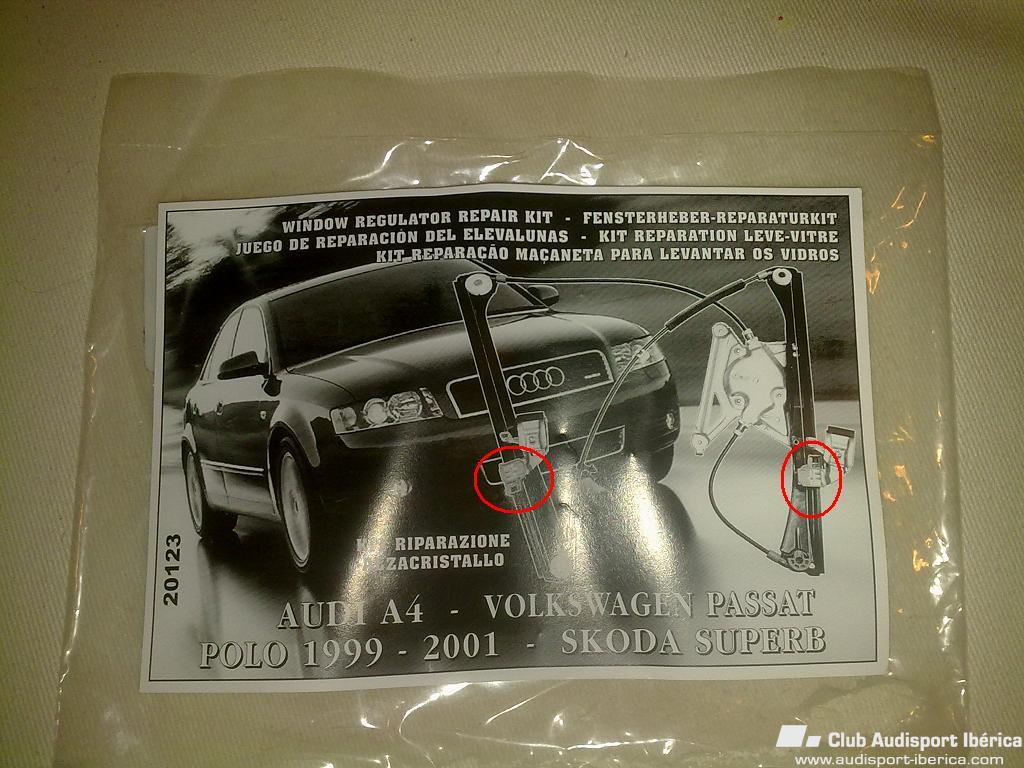 WINDOW REGULATOR REPAIR KIT - FENSTERHEBER-REPARATURKIT
JUEGO DE REPARACIÓN DEL ELEVALUNAS - KIT REPARATION LEVE-VITRE
KIT REPARAÇÃO MAÇANETA PARA LEVANTAR OS VIDROS
RIPARAZIONE
20123
AUDI A4 - VOLKSWAGEN PASSAT
POLO 1999 - 2001 - SKODA SUPERB
Club Audisport Ibérica
www.audisport-iberica.com